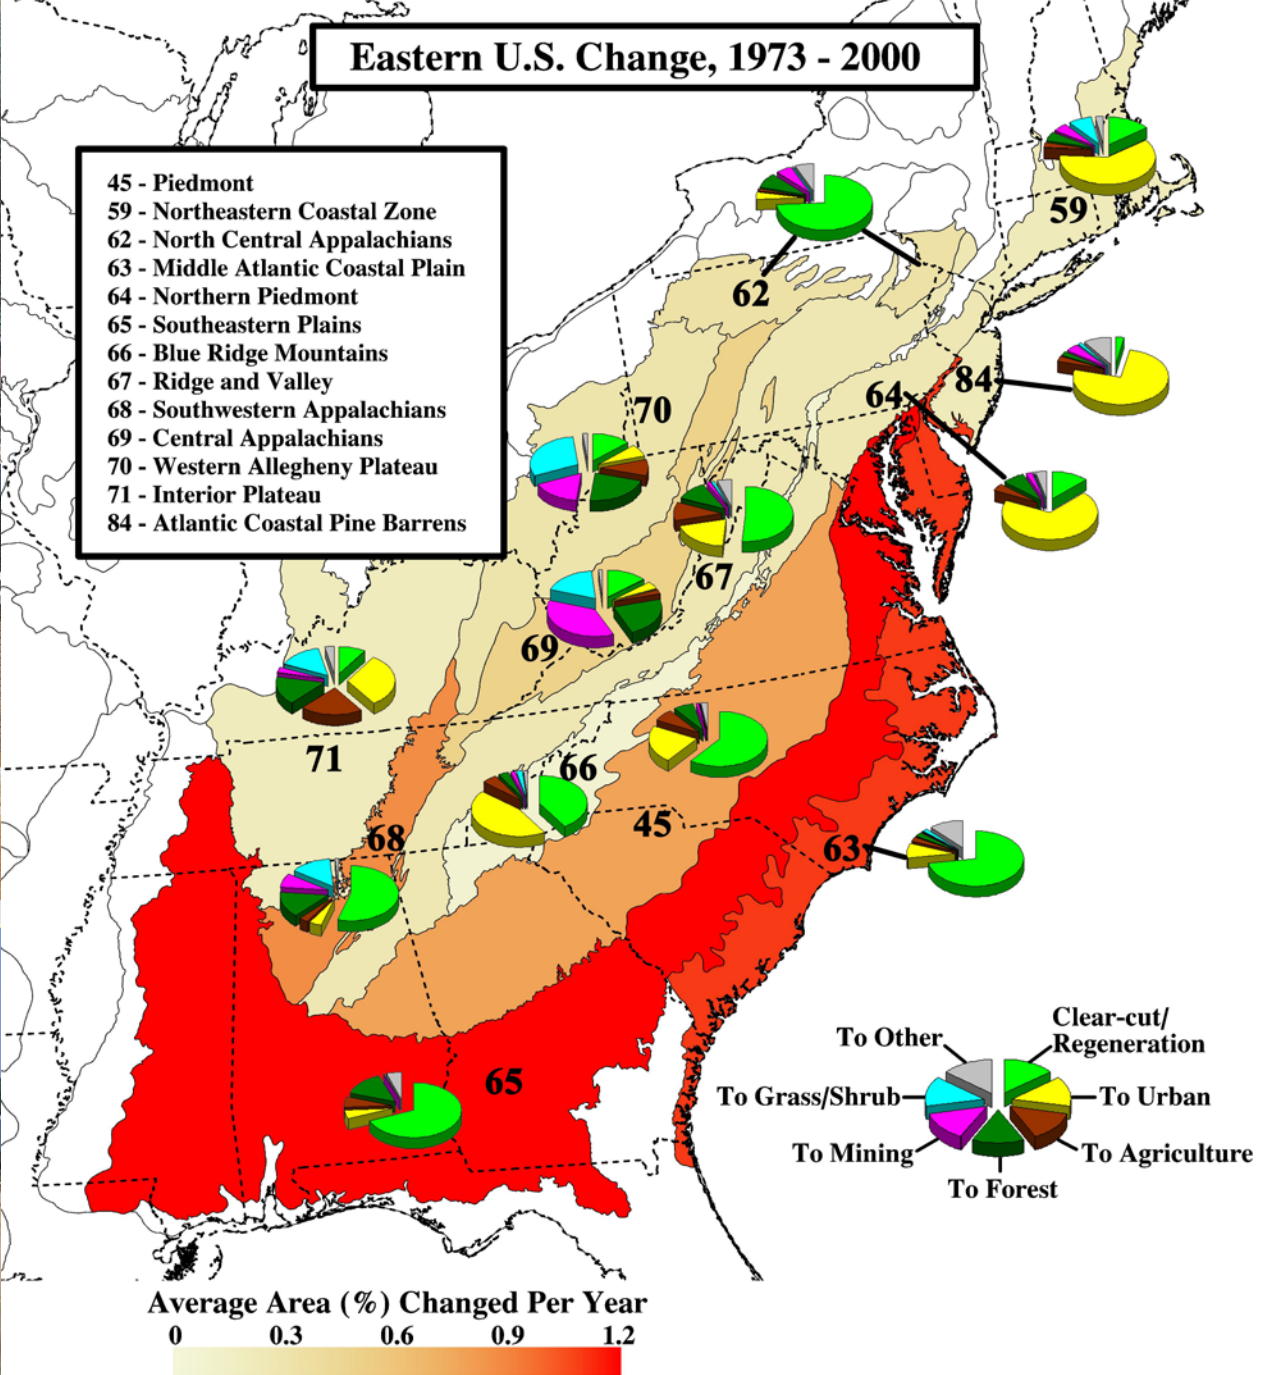 Eastern U.S. Change, 1973 - 2000
45 - Piedmont
59 - Northeastern Coastal Zone
62 - North Central Appalachians
63 - Middle Atlantic Coastal Plain
64 - Northern Piedmont
65 - Southeastern Plains
66 - Blue Ridge Mountains
67 - Ridge and Valley
68 - Southwestern Appalachians
69 - Central Appalachians
70 - Western Allegheny Plateau
71 - Interior Plateau
84 - Atlantic Coastal Pine Barrens
59
62
84
64
70
67
69
71
66
45
68
63
65
To Other
Clear-cut/
Regeneration
To Grass/Shrub
To Urban
To Mining
To Agriculture
To Forest
Average Area (%) Changed Per Year
0 0.3 0.6 0.9 1.2